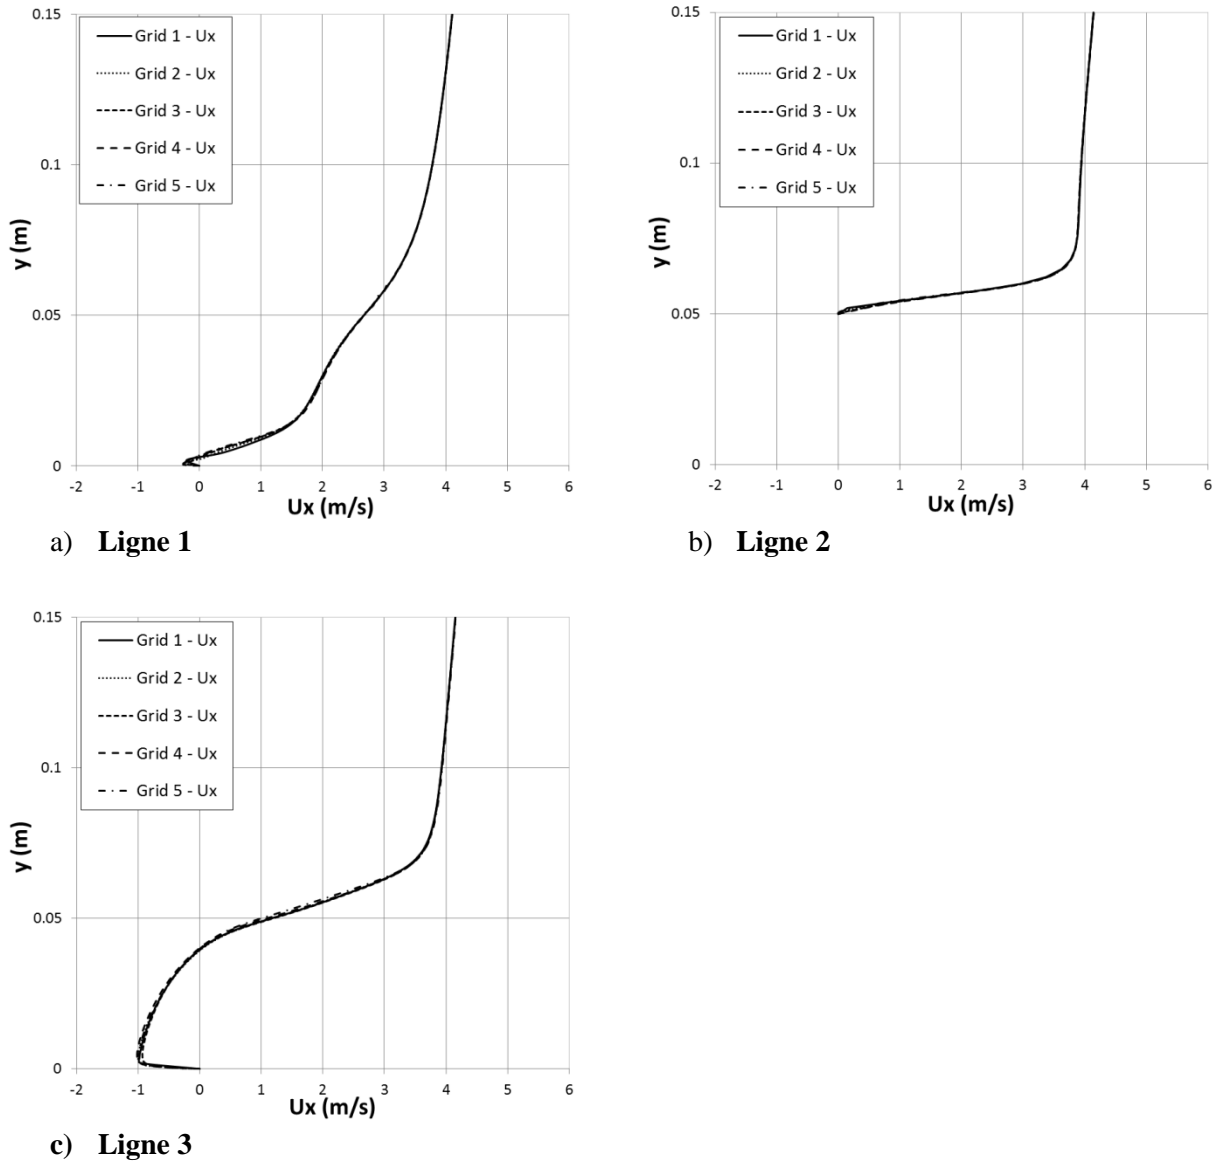 0.15
Grid 1 - Ux
Grid 2 - Ux
Grid 3 - Ux
Grid 4 - Ux
Grid 5 - Ux
0.1
0.05
0
y (m)
-2 -1 0 1 2 3 4 5 6
Ux (m/s)
a) Ligne 1
0.15
Grid 1 - Ux
Grid 2 - Ux
Grid 3 - Ux
Grid 4 - Ux
Grid 5 - Ux
0.1
0.05
0
y (m)
-2 -1 0 1 2 3 4 5 6
Ux (m/s)
b) Ligne 2
0.15
Grid 1 - Ux
Grid 2 - Ux
Grid 3 - Ux
Grid 4 - Ux
Grid 5 - Ux
0.1
0.05
0
y (m)
-2 -1 0 1 2 3 4 5 6
Ux (m/s)
c) Ligne 3